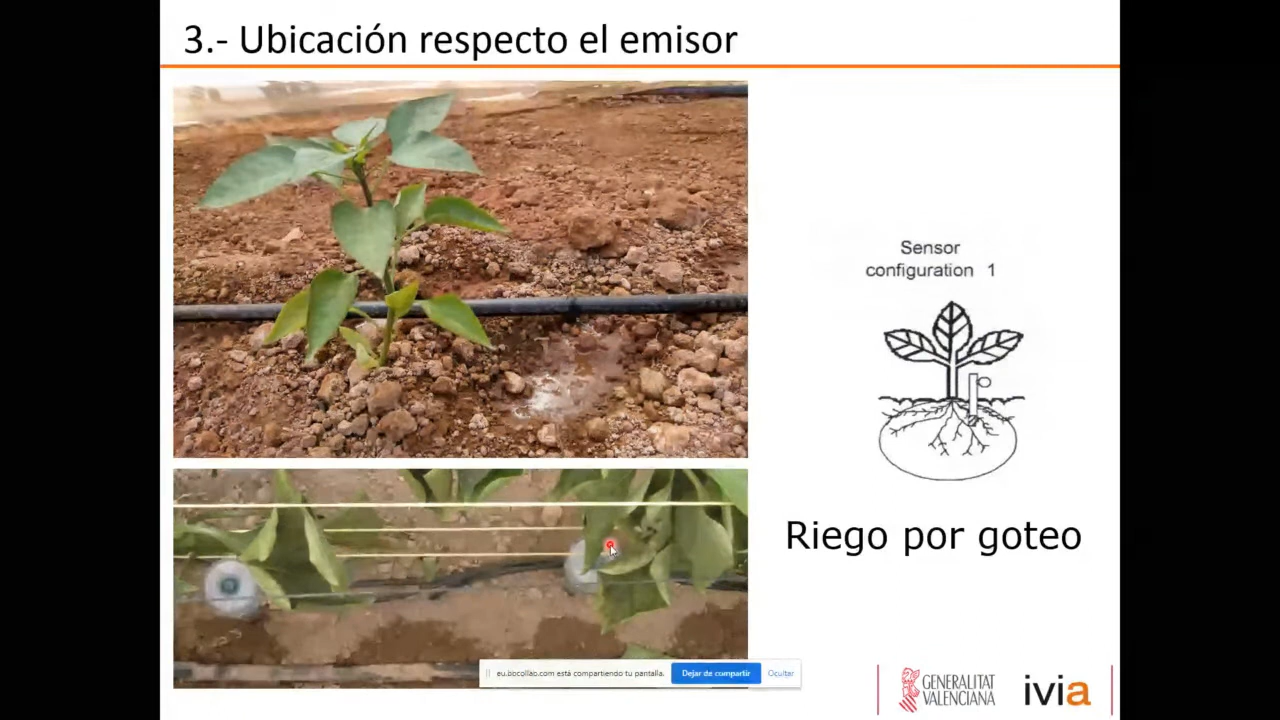 3.- Ubicación respecto el emisor
Sensor
configuration 1
Riego por goteo
eu.bbcollab.com está compartiendo tu pantalla.
Dejar de compartir
Ocultar
GENERALITAT
VALENCIANA
ivia